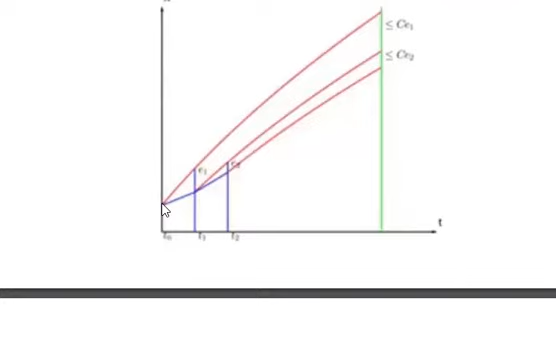 ≤ Ce₁
≤ Ce₂
e₁
e₂
t
t₀ t₁ t₂